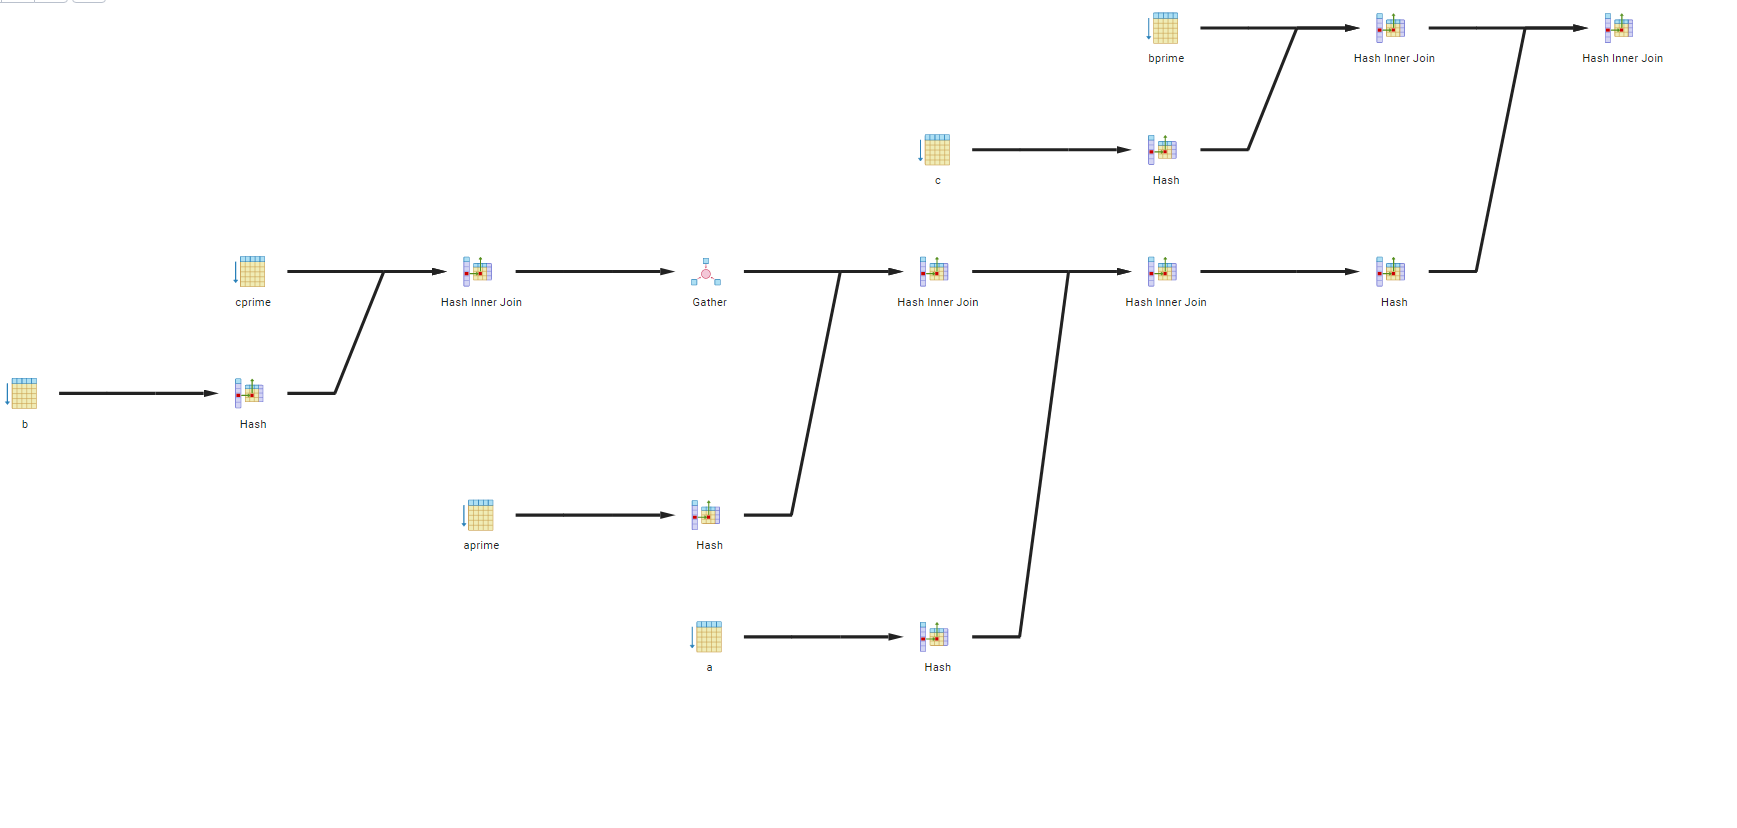 bprime
Hash Inner Join
Hash Inner Join
c
Hash
cprime
Hash Inner Join
Gather
Hash Inner Join
Hash Inner Join
Hash
b
Hash
aprime
Hash
a
Hash